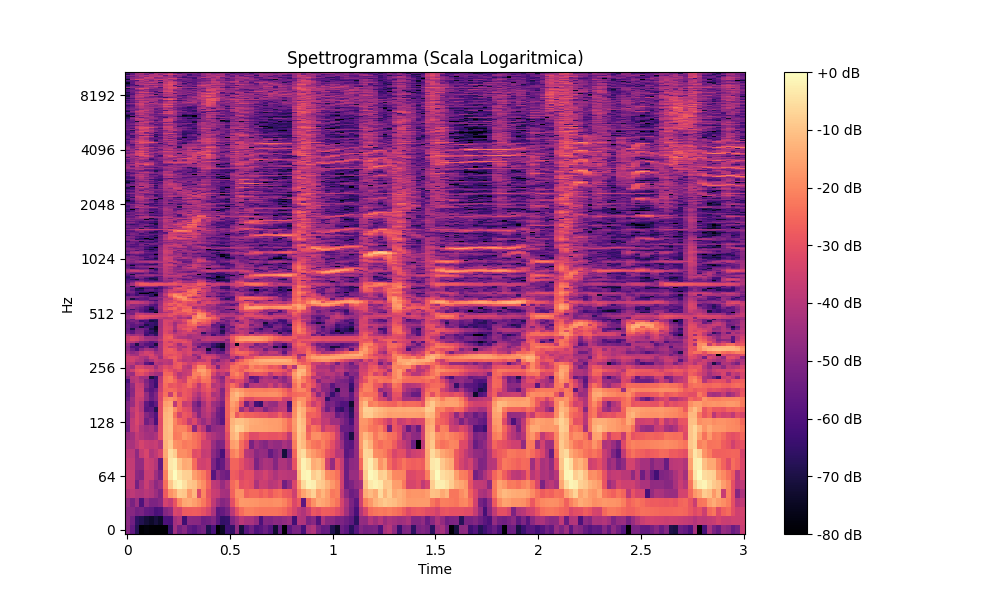 Spettrogramma (Scala Logaritmica)
8192
4096
2048
1024
512
256
128
64
0
Hz
0
0.5
1
1.5
2
2.5
3
Time
+0 dB
-10 dB
-20 dB
-30 dB
-40 dB
-50 dB
-60 dB
-70 dB
-80 dB